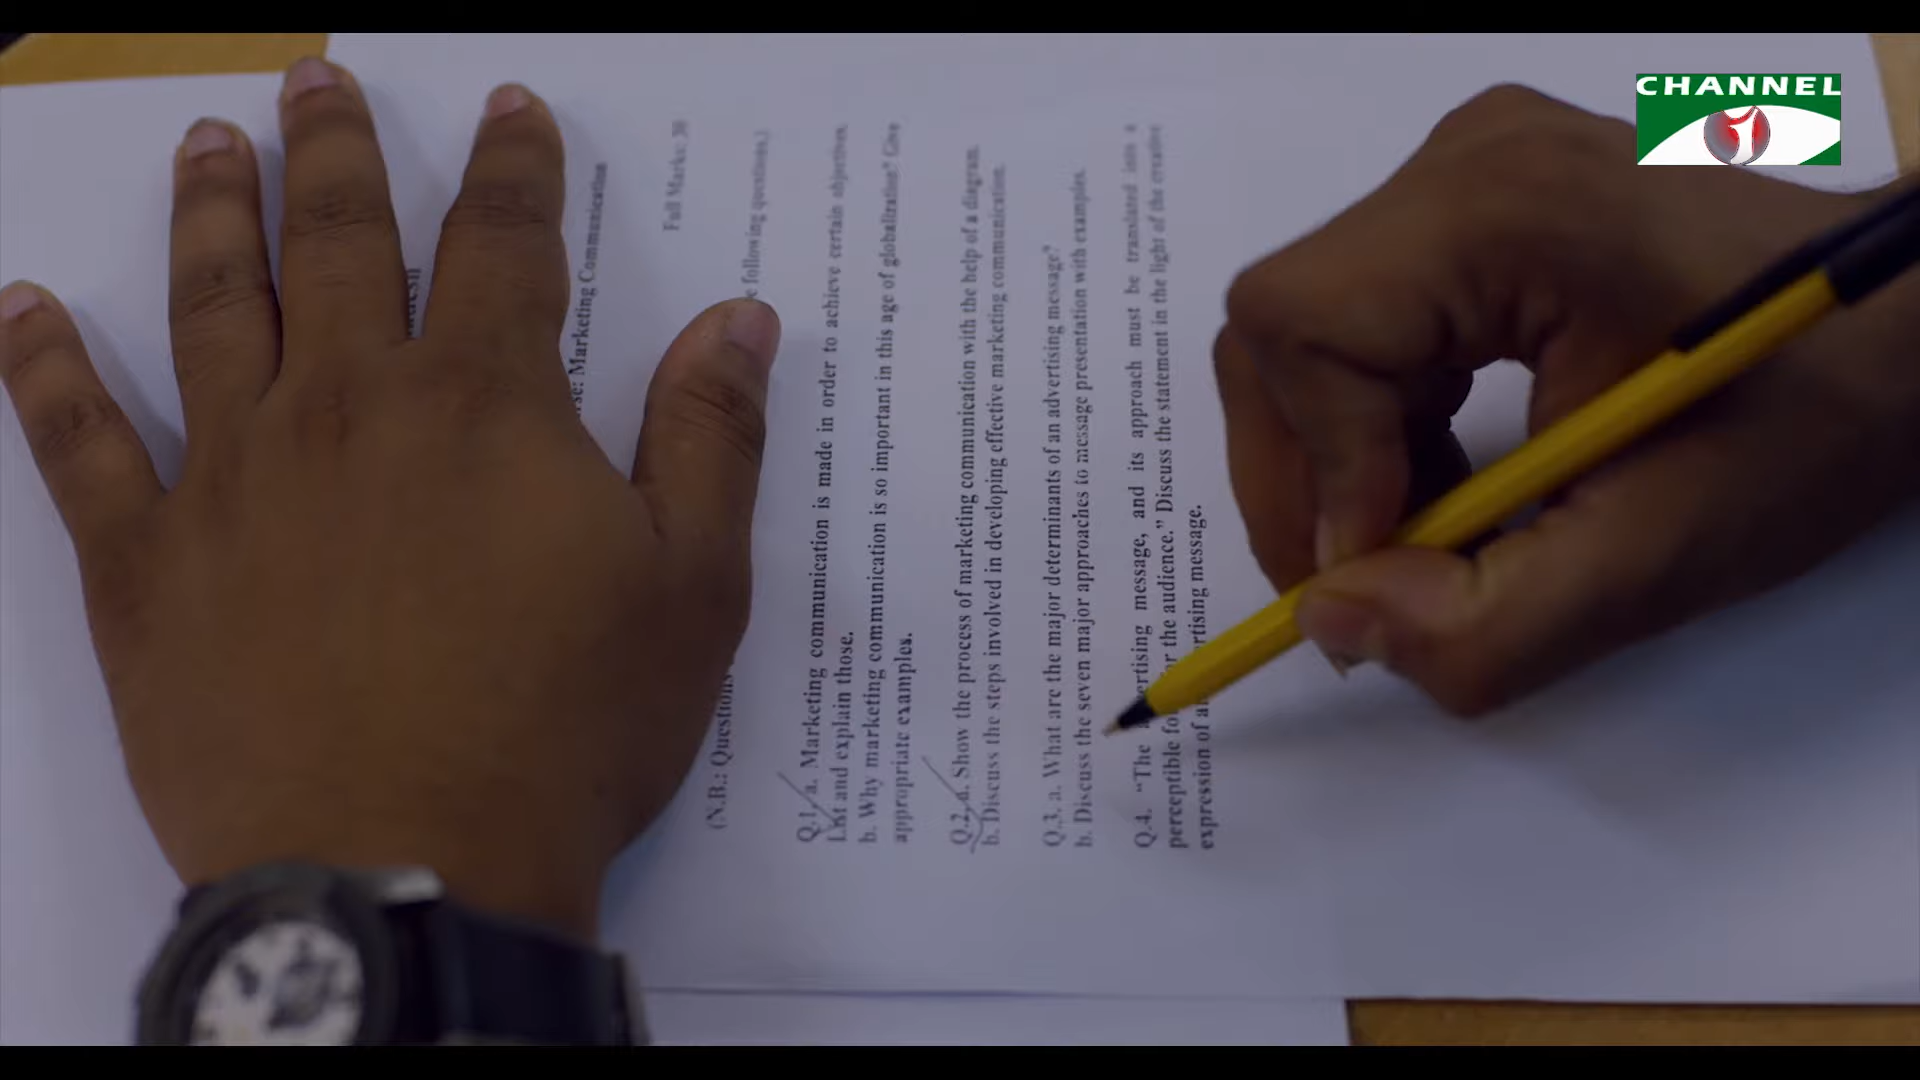 CHANNEL
Course: Marketing Communication
Full Marks: 30
(N.B.: Questions
following questions.)
Q.1. a. Marketing communication is made in order to achieve certain objectives.
List and explain those.
b. Why marketing communication is so important in this age of globalization? Give
appropriate examples.
Q.2. a. Show the process of marketing communication with the help of a diagram.
b. Discuss the steps involved in developing effective marketing communication.
Q.3. a. What are the major determinants of an advertising message?
b. Discuss the seven major approaches to message presentation with examples.
Q.4. “The message, and its approach must be translated into a
perceptible the audience.” Discuss the statement in the light of the creative
expression of message.